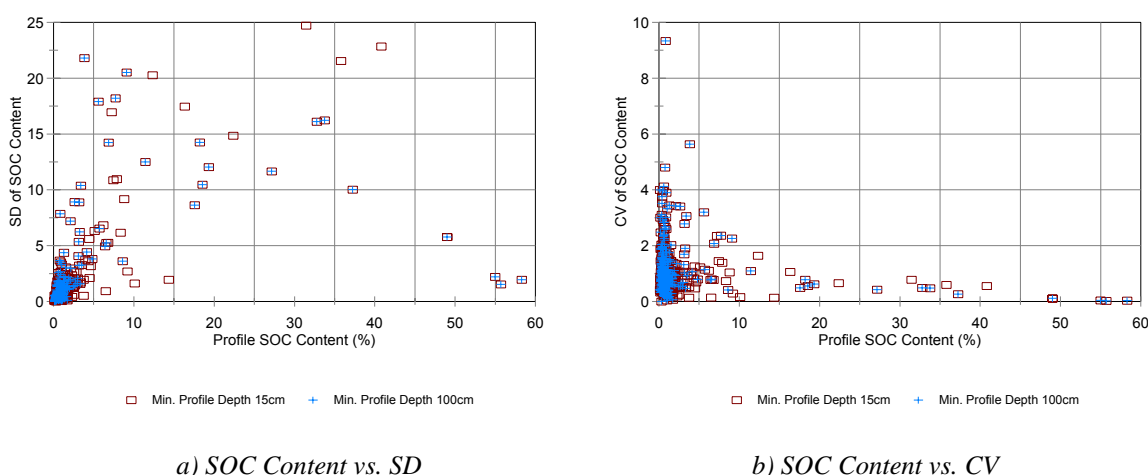 25
20
15
10
5
0
SD of SOC Content
0 10 20 30 40 50 60
Profile SOC Content (%)
Min. Profile Depth 15cm Min. Profile Depth 100cm
a) SOC Content vs. SD
10
8
6
4
2
0
CV of SOC Content
0 10 20 30 40 50 60
Profile SOC Content (%)
Min. Profile Depth 15cm Min. Profile Depth 100cm
b) SOC Content vs. CV